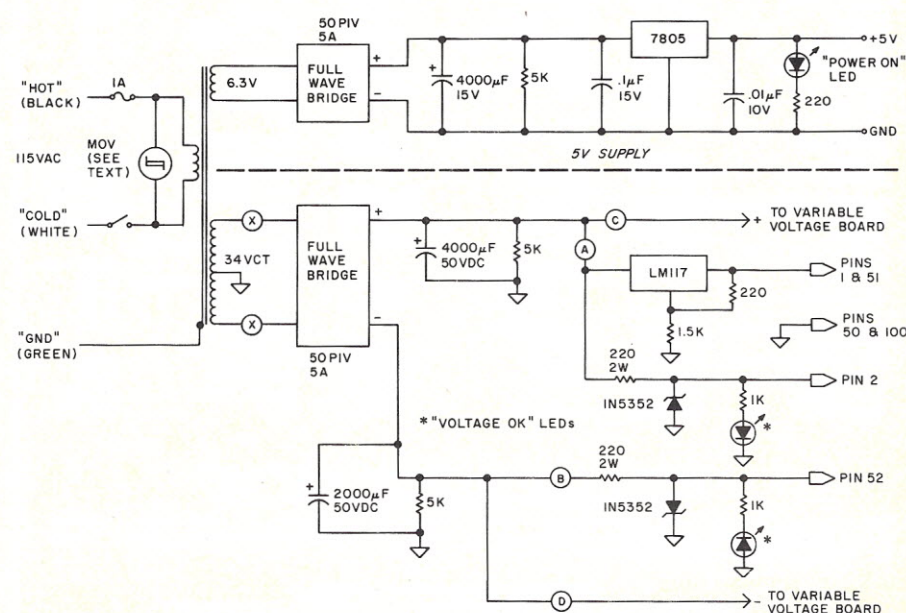 50 PIV
5A
FULL
WAVE
BRIDGE
+
−
6.3V
"HOT"
(BLACK)
1A
115VAC
MOV
(SEE
TEXT)
"COLD"
(WHITE)
"GND"
(GREEN)
+
4000µF
15V
5K
.1µF
15V
7805
.01µF
10V
+5V
"POWER ON"
LED
220
GND
5V SUPPLY
X
34VCT
X
FULL
WAVE
BRIDGE
+
−
50PIV
5A
+
4000µF
50VDC
5K
C
A
+
TO VARIABLE
VOLTAGE BOARD
LM117
220
1.5K
PINS
1 & 51
PINS
50 & 100
220
2W
1N5352
1K
*
PIN 2
*"VOLTAGE OK" LEDs
+
2000µF
50VDC
5K
B
220
2W
1N5352
1K
*
PIN 52
D
−
TO VARIABLE
VOLTAGE BOARD